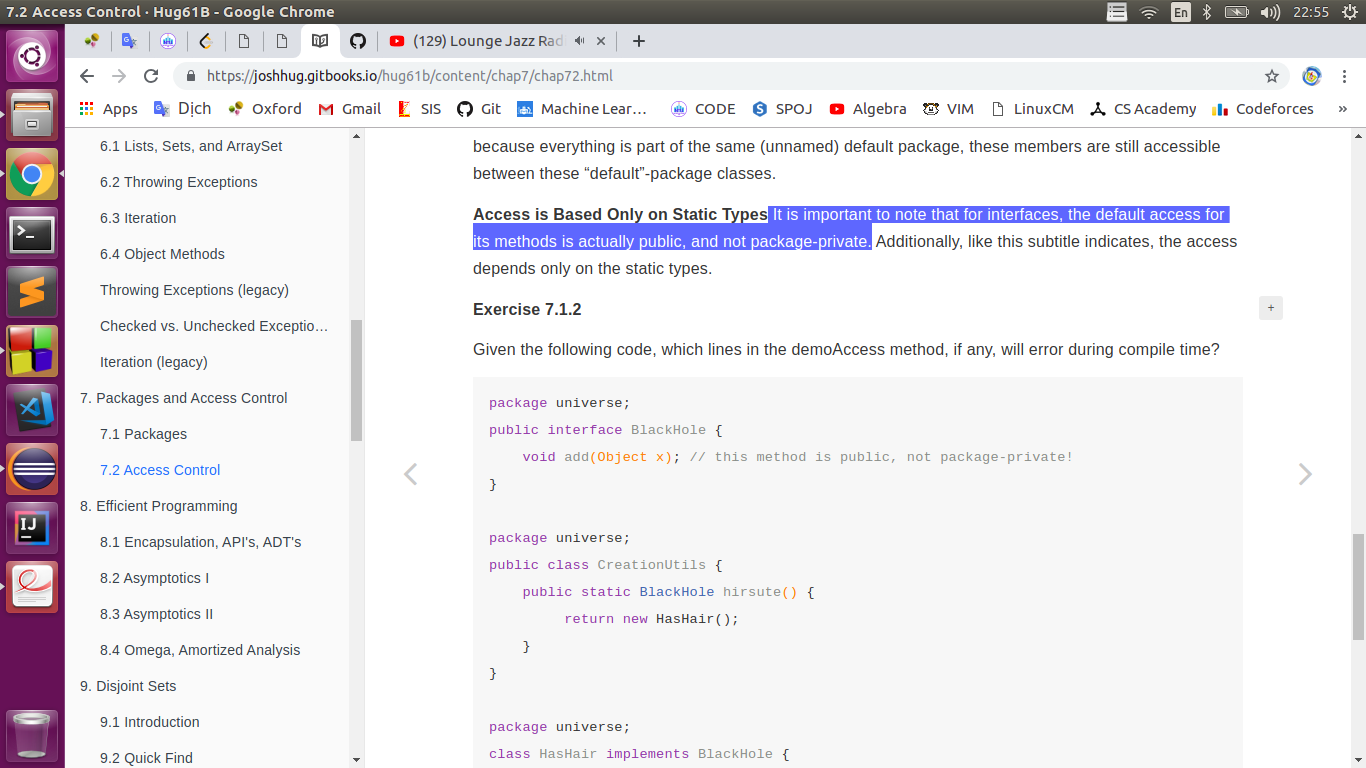 7.2 Access Control · Hug61B - Google Chrome
En
22:55
(129) Lounge Jazz Rad
https://joshhug.gitbooks.io/hug61b/content/chap7/chap72.html
Apps Dịch Oxford Gmail SIS Git Machine Lear… CODE SPOJ Algebra VIM LinuxCM CS Academy Codeforces »
6.1 Lists, Sets, and ArraySet
6.2 Throwing Exceptions
6.3 Iteration
6.4 Object Methods
Throwing Exceptions (legacy)
Checked vs. Unchecked Exceptio…
Iteration (legacy)
7. Packages and Access Control
7.1 Packages
7.2 Access Control
8. Efficient Programming
8.1 Encapsulation, API's, ADT's
8.2 Asymptotics I
8.3 Asymptotics II
8.4 Omega, Amortized Analysis
9. Disjoint Sets
9.1 Introduction
9.2 Quick Find
because everything is part of the same (unnamed) default package, these members are still accessible
between these “default”-package classes.
Access is Based Only on Static Types It is important to note that for interfaces, the default access for
its methods is actually public, and not package-private. Additionally, like this subtitle indicates, the access
depends only on the static types.
Exercise 7.1.2
+
Given the following code, which lines in the demoAccess method, if any, will error during compile time?
package universe;
public interface BlackHole {
void add(Object x); // this method is public, not package-private!
}
package universe;
public class CreationUtils {
public static BlackHole hirsute() {
return new HasHair();
}
}
package universe;
class HasHair implements BlackHole {
IJ